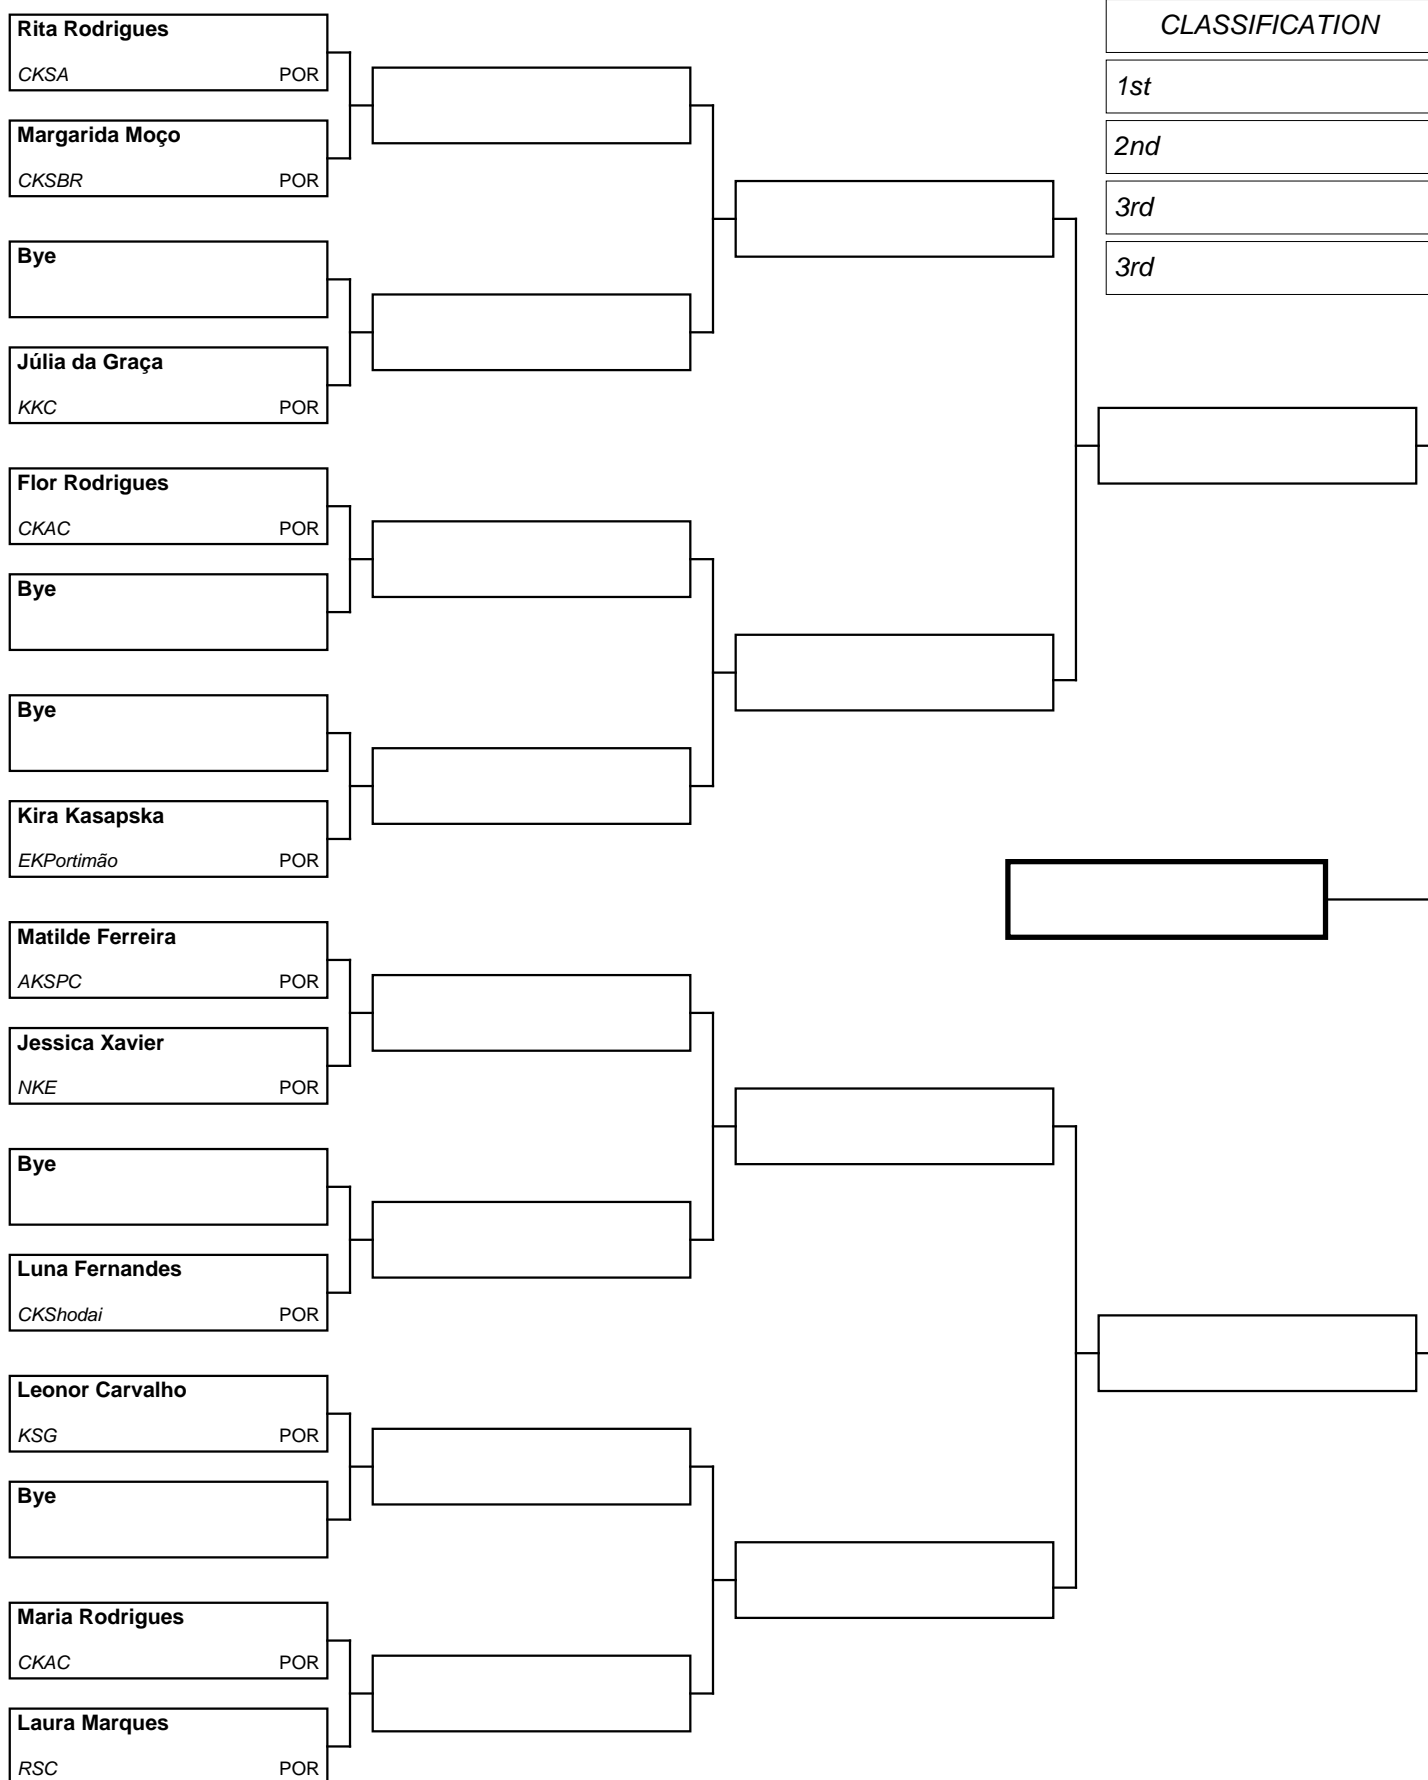 Rita Rodrigues
CKSA POR
Margarida Moço
CKSBR POR
Bye
Júlia da Graça
KKC POR
Flor Rodrigues
CKAC POR
Bye
Bye
Kira Kasapska
EKPortimão POR
Matilde Ferreira
AKSPC POR
Jessica Xavier
NKE POR
Bye
Luna Fernandes
CKShodai POR
Leonor Carvalho
KSG POR
Bye
Maria Rodrigues
CKAC POR
Laura Marques
RSC POR
CLASSIFICATION
1st
2nd
3rd
3rd